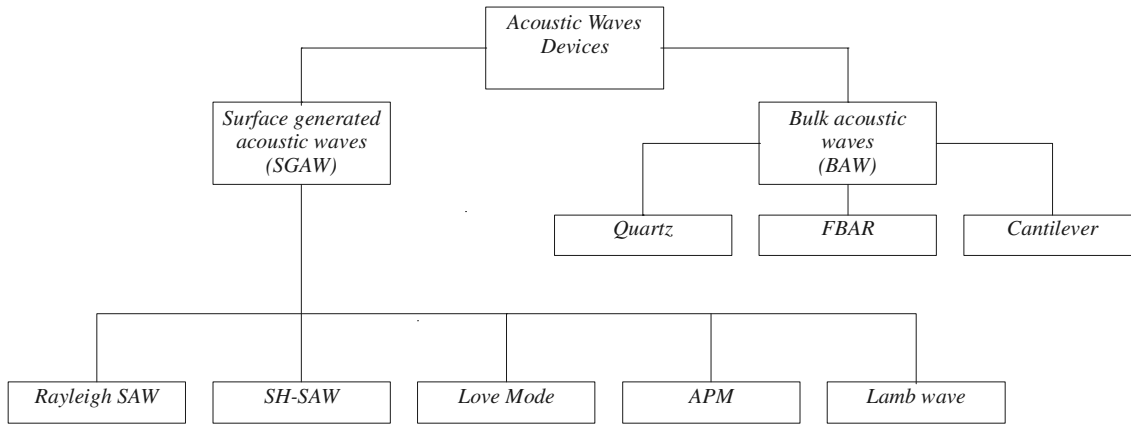 Acoustic Waves
Devices
Surface generated
acoustic waves
(SGAW)
Bulk acoustic
waves
(BAW)
Quartz
FBAR
Cantilever
Rayleigh SAW
SH-SAW
Love Mode
APM
Lamb wave